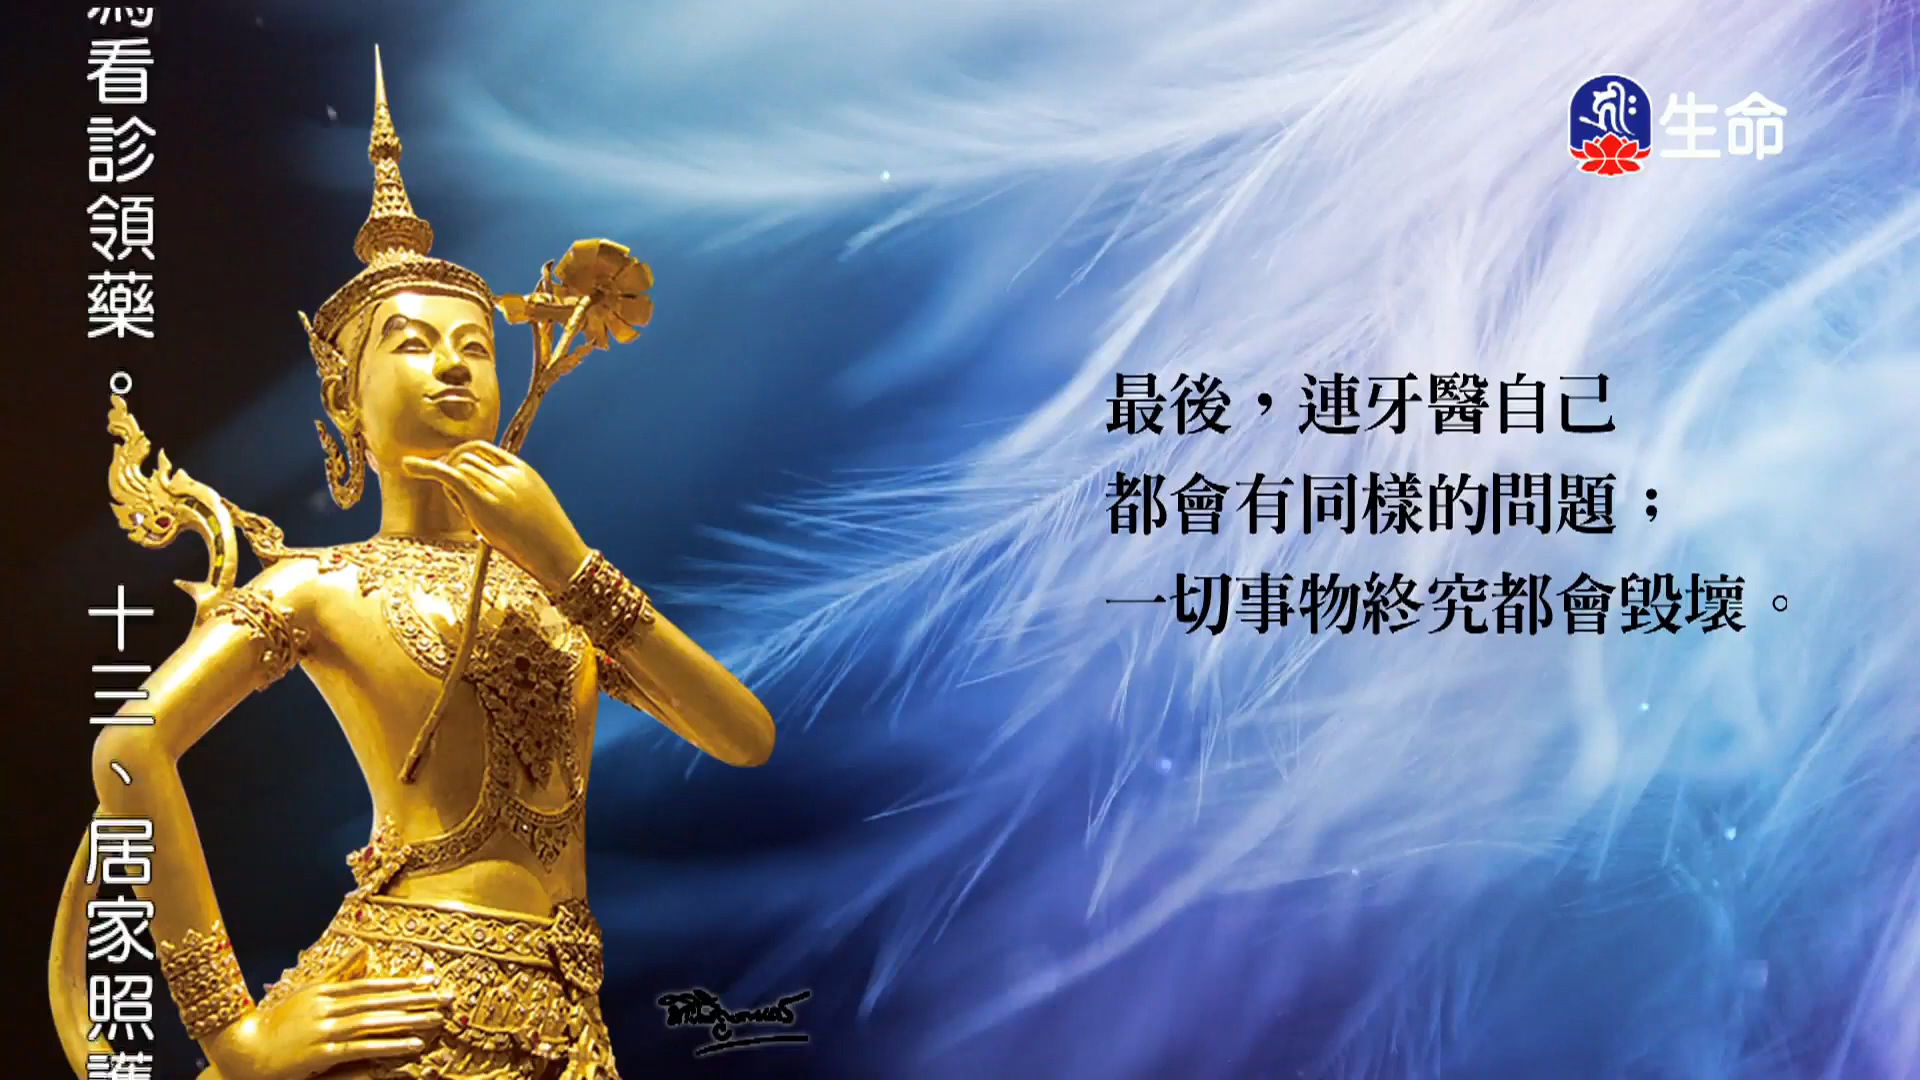 生命
最後，連牙醫自己
都會有同樣的問題；
一切事物終究都會毀壞。
看診領藥。十三、居家照